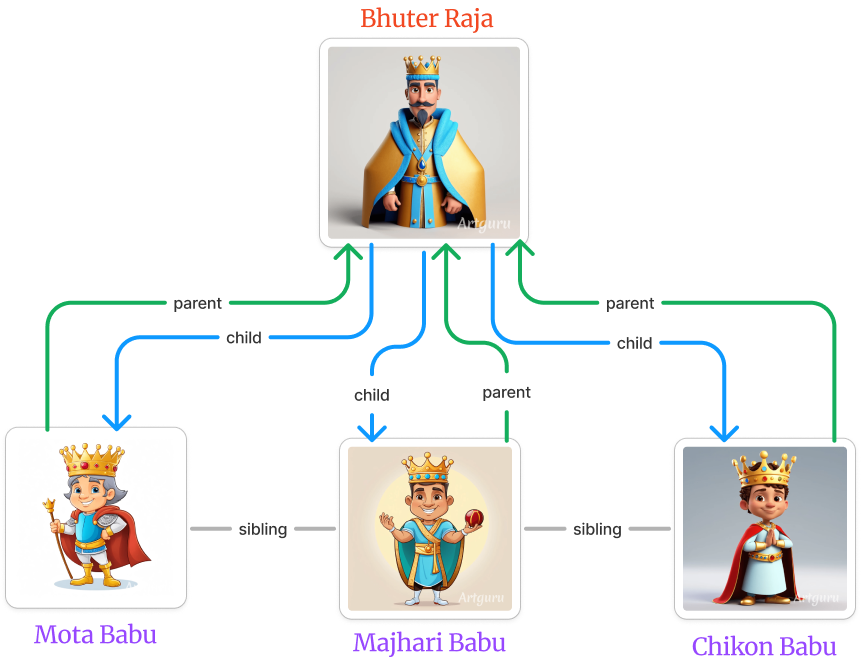 Bhuter Raja
Artguru
parent
parent
child
child
child
parent
sibling
sibling
Artguru
Artguru
Mota Babu
Majhari Babu
Chikon Babu